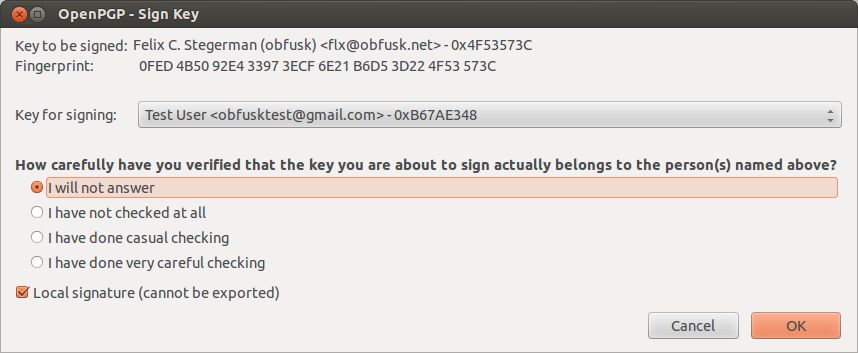 OpenPGP - Sign Key
Key to be signed: Felix C. Stegerman (obfusk) <flx@obfusk.net> - 0x4F53573C
Fingerprint: 0FED 4B50 92E4 3397 3ECF 6E21 B6D5 3D22 4F53 573C
Key for signing: Test User <obfusktest@gmail.com> - 0xB67AE348
How carefully have you verified that the key you are about to sign actually belongs to the person(s) named above?
I will not answer
I have not checked at all
I have done casual checking
I have done very careful checking
Local signature (cannot be exported)
Cancel OK